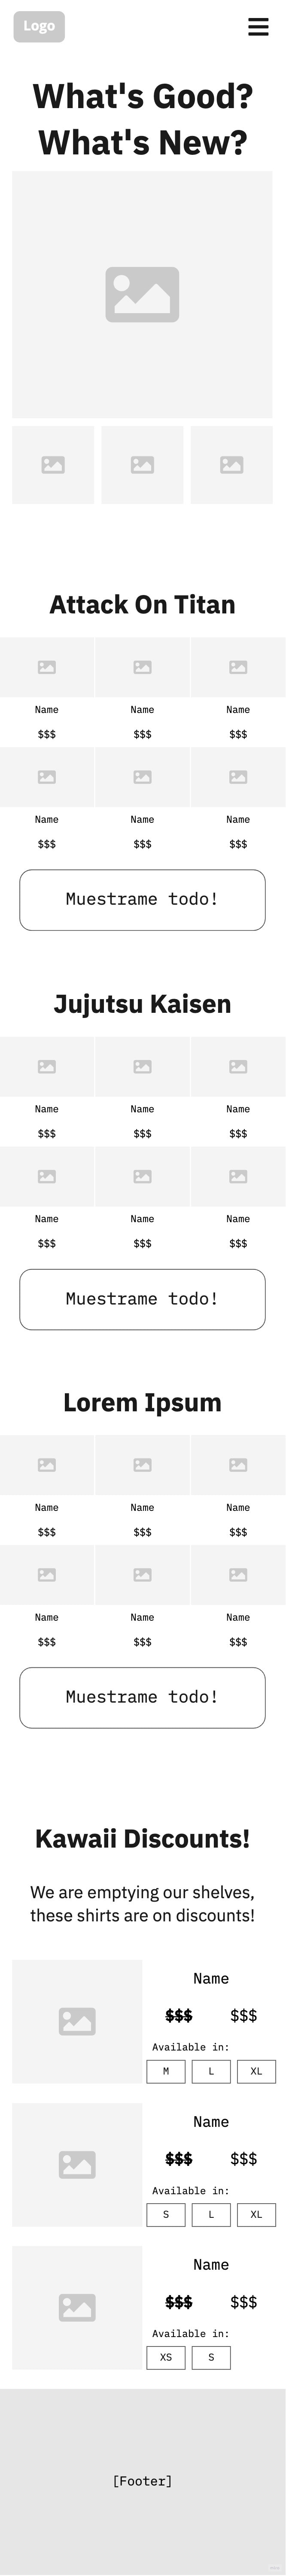 Logo
What's Good?
What's New?
Attack On Titan
Name Name Name
$$$ $$$ $$$
Name Name Name
$$$ $$$ $$$
Muestrame todo!
Jujutsu Kaisen
Name Name Name
$$$ $$$ $$$
Name Name Name
$$$ $$$ $$$
Muestrame todo!
Lorem Ipsum
Name Name Name
$$$ $$$ $$$
Name Name Name
$$$ $$$ $$$
Muestrame todo!
Kawaii Discounts!
We are emptying our shelves,
these shirts are on discounts!
Name
$$$ $$$
Available in:
M L XL
Name
$$$ $$$
Available in:
S L XL
Name
$$$ $$$
Available in:
XS S
[Footer]